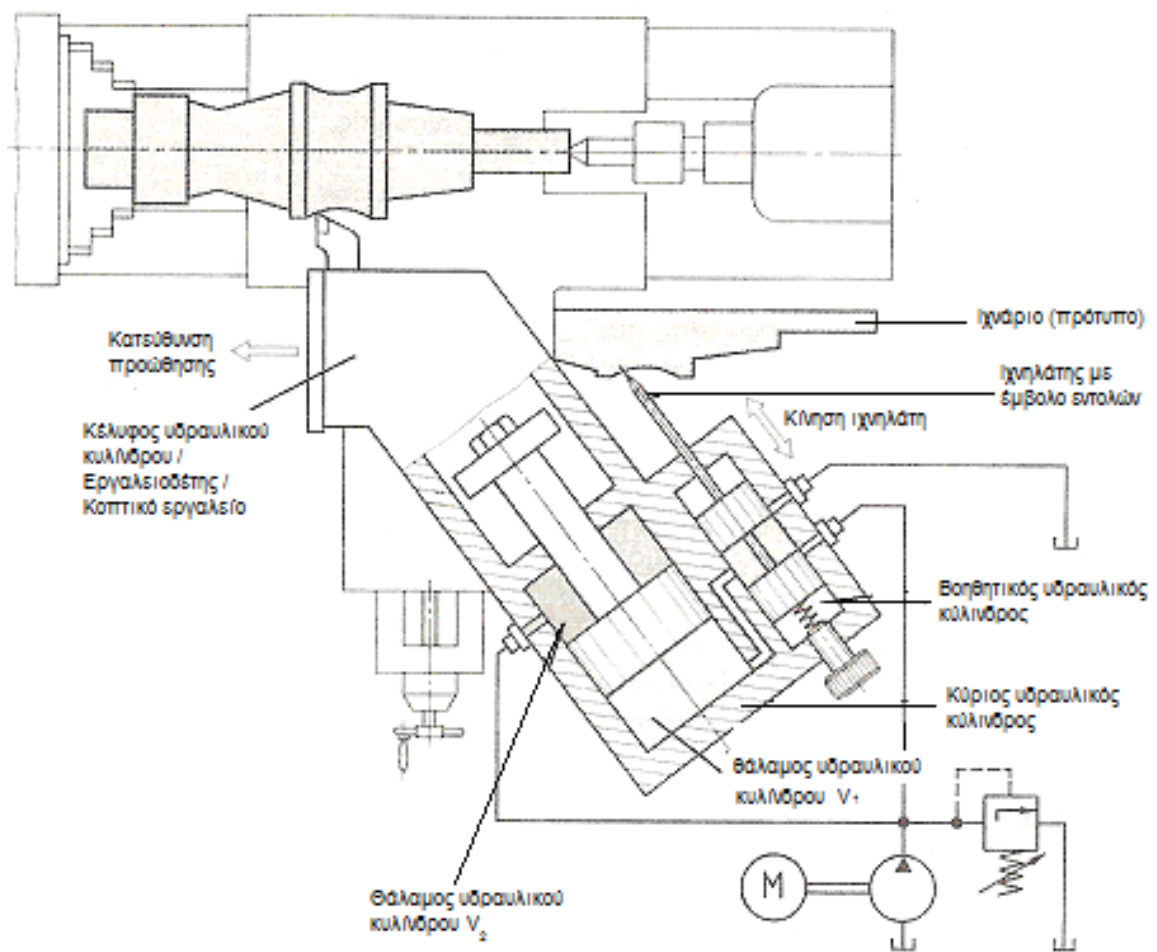 Ιχνάριο (πρότυπο)
Κατεύθυνση
προώθησης
Ιχνηλάτης με
έμβολο εντολών
Κίνηση ιχνηλάτη
Κέλυφος υδραυλικού
κυλίνδρου /
Εργαλειοδέτης /
Κοπτικό εργαλείο
Βοηθητικός υδραυλικός
κύλινδρος
Κύριος υδραυλικός
κύλινδρος
Θάλαμος υδραυλικού
κυλίνδρου V₁
M
Θάλαμος υδραυλικού
κυλίνδρου V₂